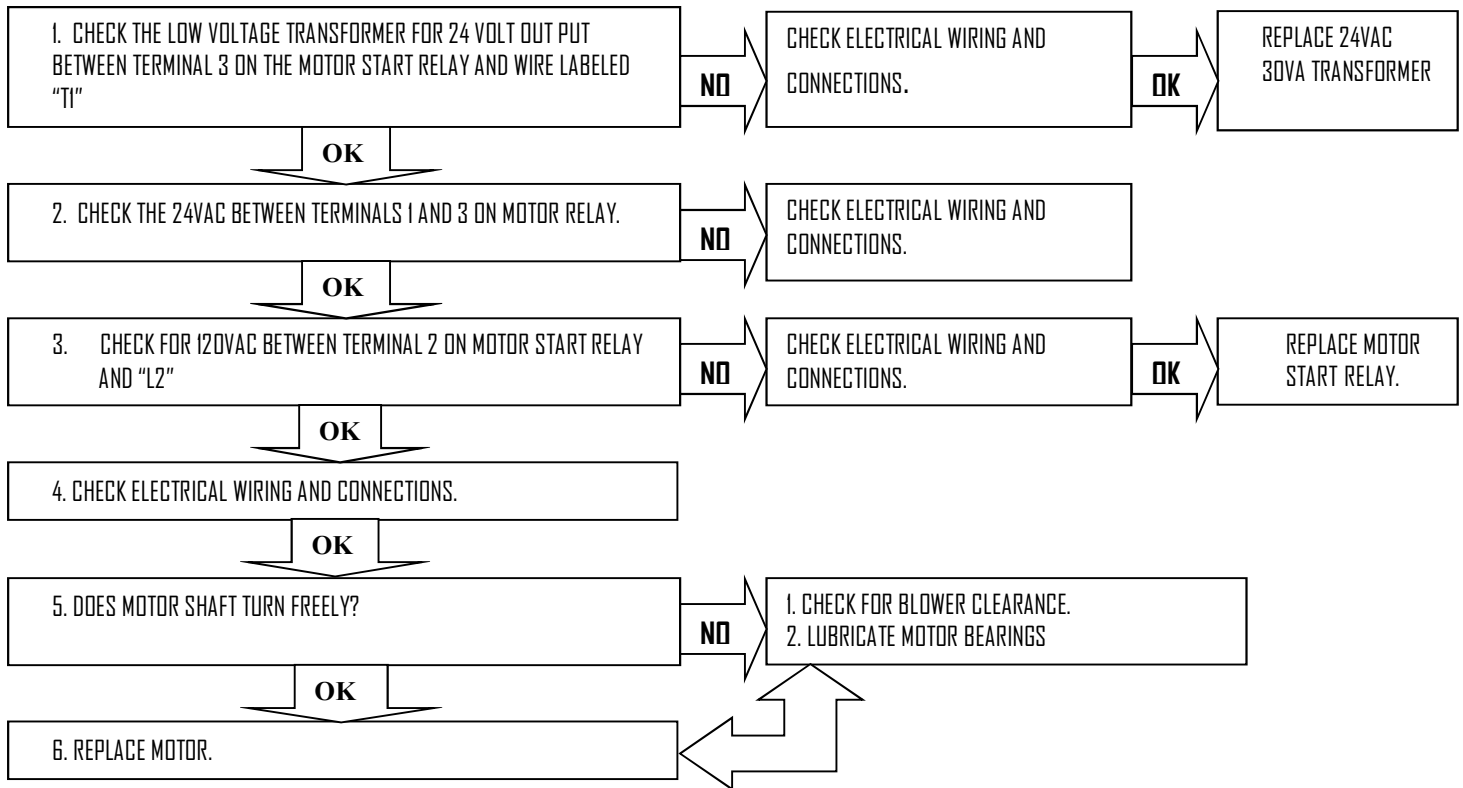 1. CHECK THE LOW VOLTAGE TRANSFORMER FOR 24 VOLT OUT PUT
BETWEEN TERMINAL 3 ON THE MOTOR START RELAY AND WIRE LABELED
“T1”
NO
CHECK ELECTRICAL WIRING AND
CONNECTIONS.
OK
REPLACE 24VAC
30VA TRANSFORMER
OK
2. CHECK THE 24VAC BETWEEN TERMINALS 1 AND 3 ON MOTOR RELAY.
NO
CHECK ELECTRICAL WIRING AND
CONNECTIONS.
OK
3. CHECK FOR 120VAC BETWEEN TERMINAL 2 ON MOTOR START RELAY
AND “L2”
NO
CHECK ELECTRICAL WIRING AND
CONNECTIONS.
OK
REPLACE MOTOR
START RELAY.
OK
4. CHECK ELECTRICAL WIRING AND CONNECTIONS.
OK
5. DOES MOTOR SHAFT TURN FREELY?
NO
1. CHECK FOR BLOWER CLEARANCE.
2. LUBRICATE MOTOR BEARINGS
OK
6. REPLACE MOTOR.